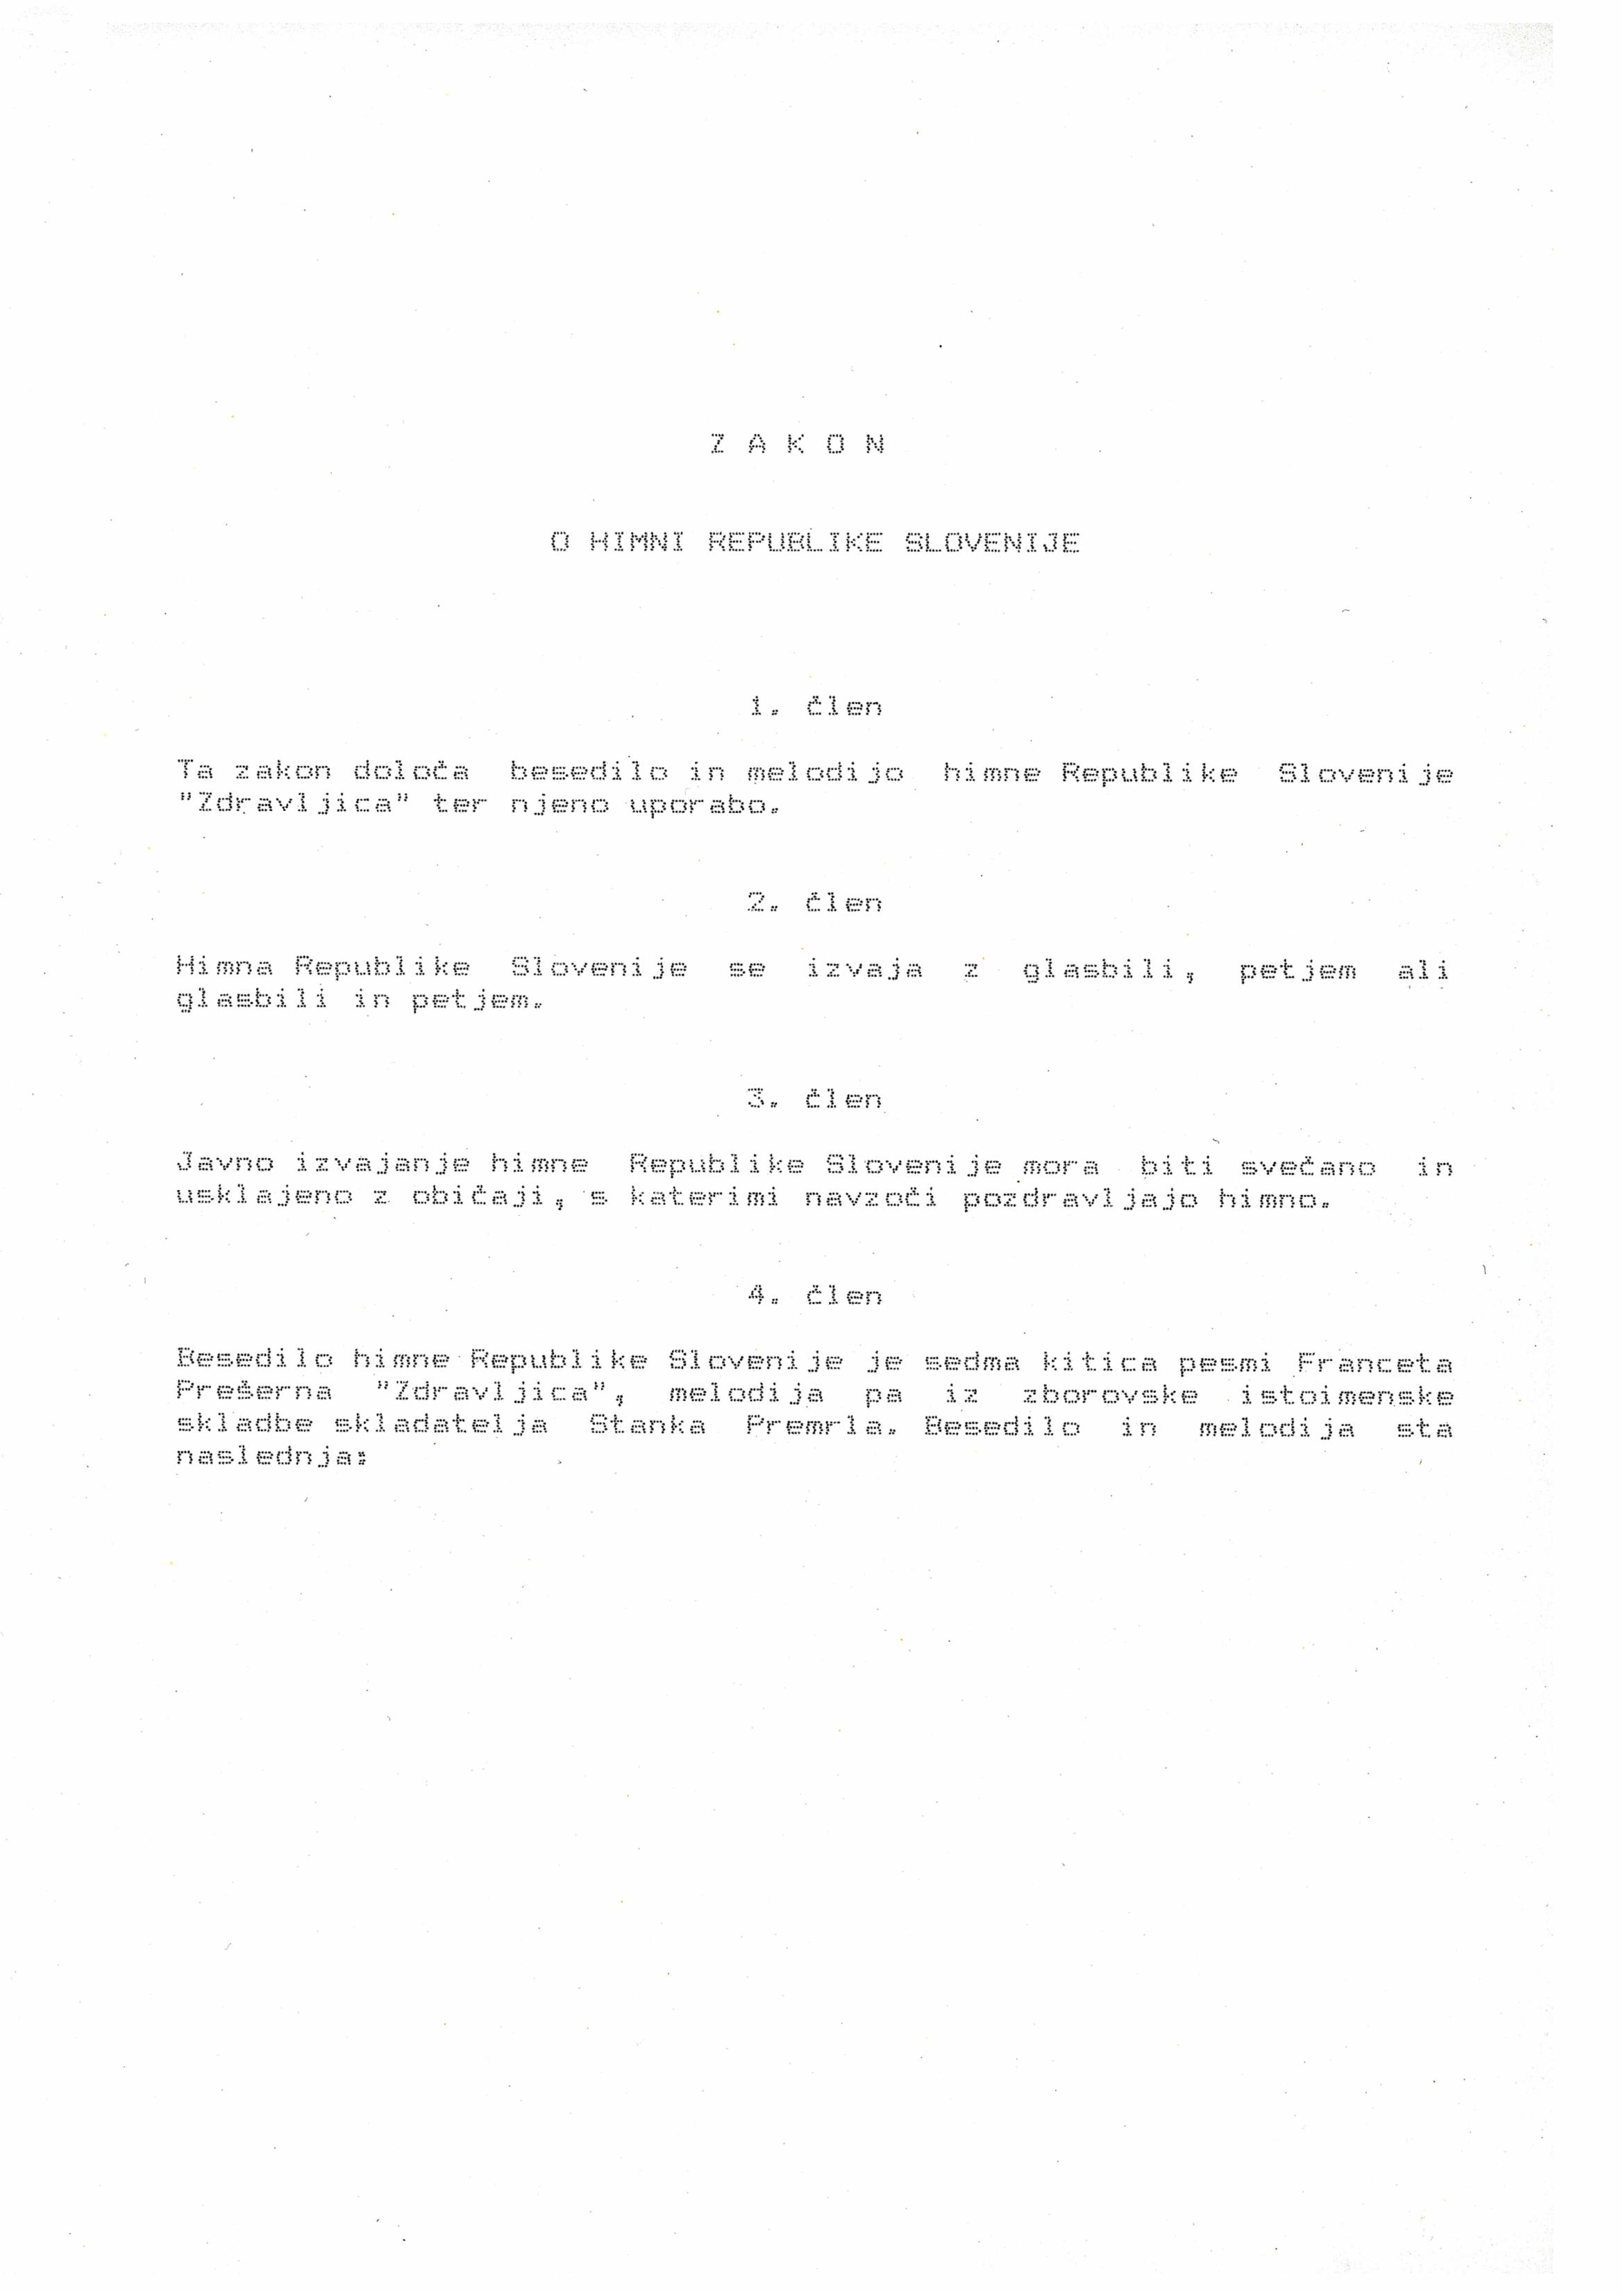 Z A K O N
O HIMNI REPUBLIKE SLOVENIJE
1. člen
Ta zakon določa besedilo in melodijo himne Republike Slovenije
"Zdravljica" ter njeno uporabo.
2. člen
Himna Republike Slovenije se izvaja z glasbili, petjem ali
glasbili in petjem.
3. člen
Javno izvajanje himne Republike Slovenije mora biti svečano in
usklajeno z običaji, s katerimi navzoči pozdravljajo himno.
4. člen
Besedilo himne Republike Slovenije je sedma kitica pesmi Franceta
Prešerna "Zdravljica", melodija pa iz zborovske istoimenske
skladbe skladatelja Stanka Premrla. Besedilo in melodija sta
naslednja: